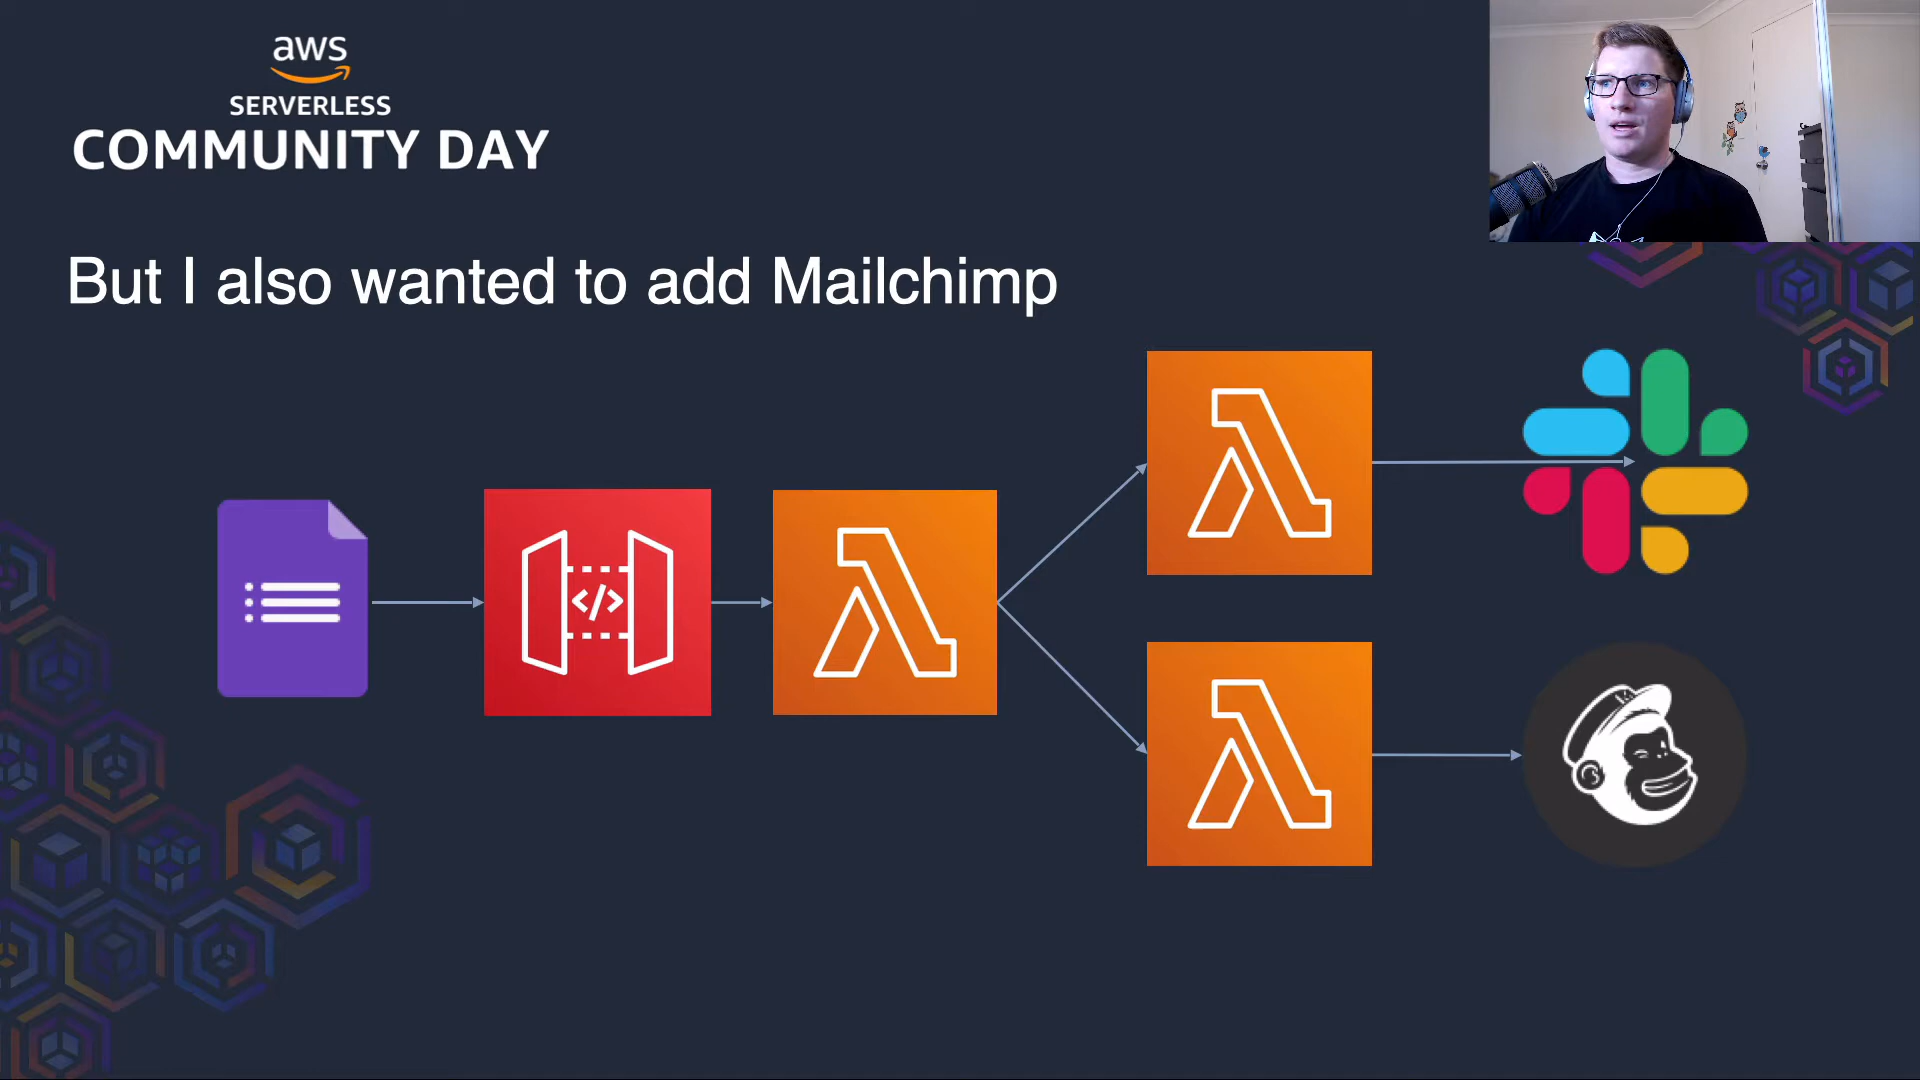 aws
SERVERLESS
COMMUNITY DAY
But I also wanted to add Mailchimp
</>